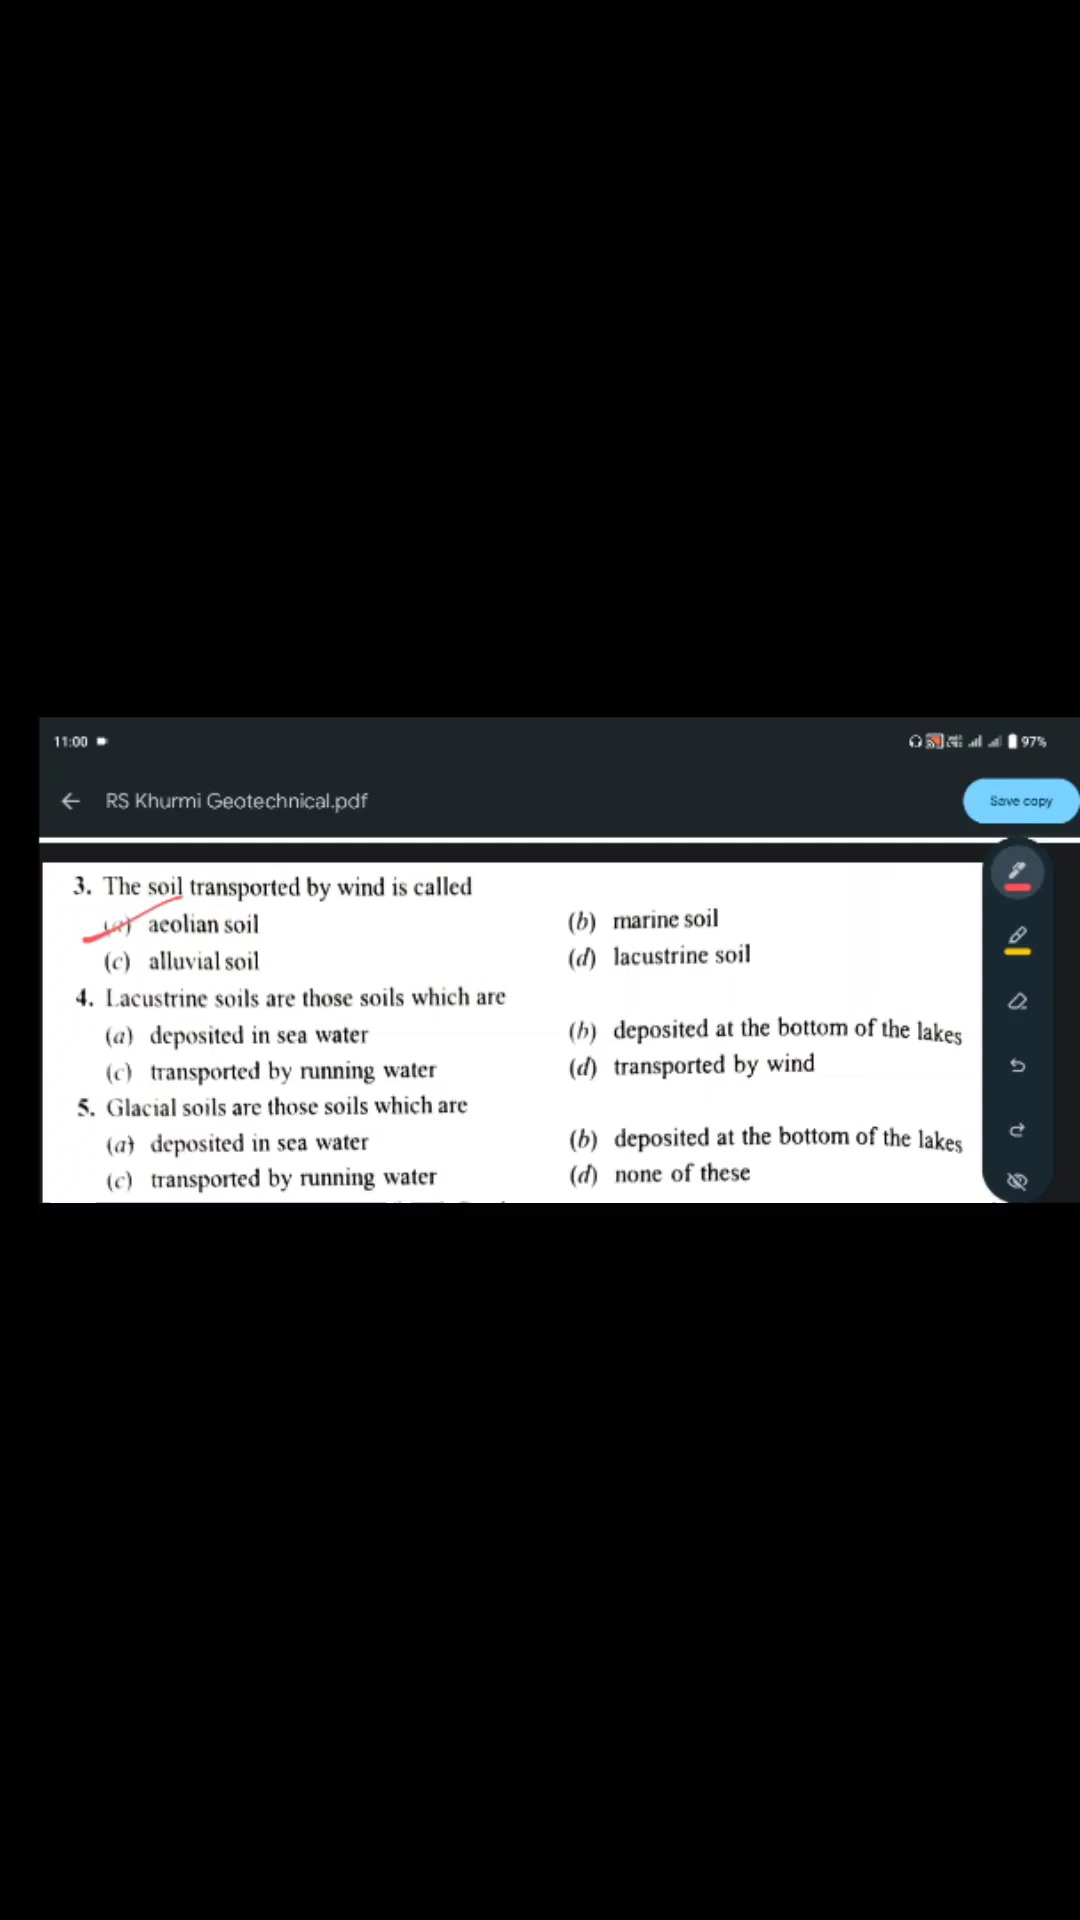 11:00
97%
RS Khurmi Geotechnical.pdf
Save copy
3. The soil transported by wind is called
(a) aeolian soil (b) marine soil
(c) alluvial soil (d) lacustrine soil
4. Lacustrine soils are those soils which are
(a) deposited in sea water (b) deposited at the bottom of the lakes
(c) transported by running water (d) transported by wind
5. Glacial soils are those soils which are
(a) deposited in sea water (b) deposited at the bottom of the lakes
(c) transported by running water (d) none of these